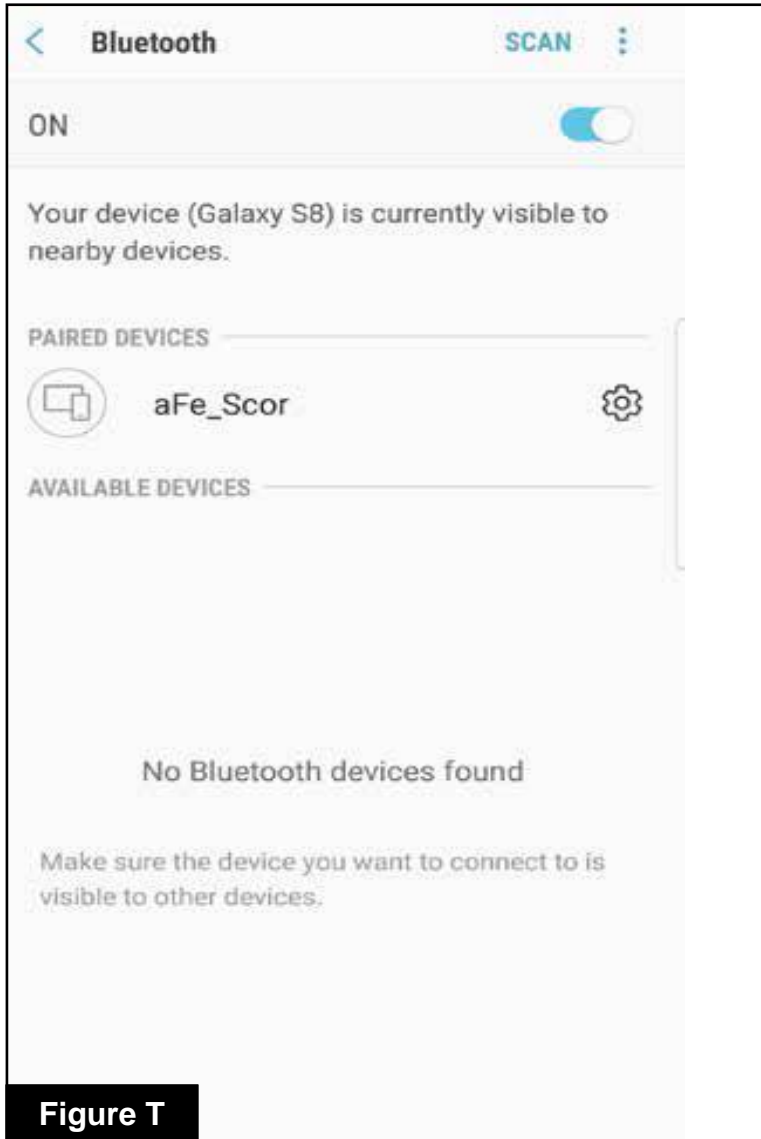 Bluetooth SCAN
ON
Your device (Galaxy S8) is currently visible to
nearby devices.
PAIRED DEVICES
aFe_Scor
AVAILABLE DEVICES
No Bluetooth devices found
Make sure the device you want to connect to is
visible to other devices.
Figure T